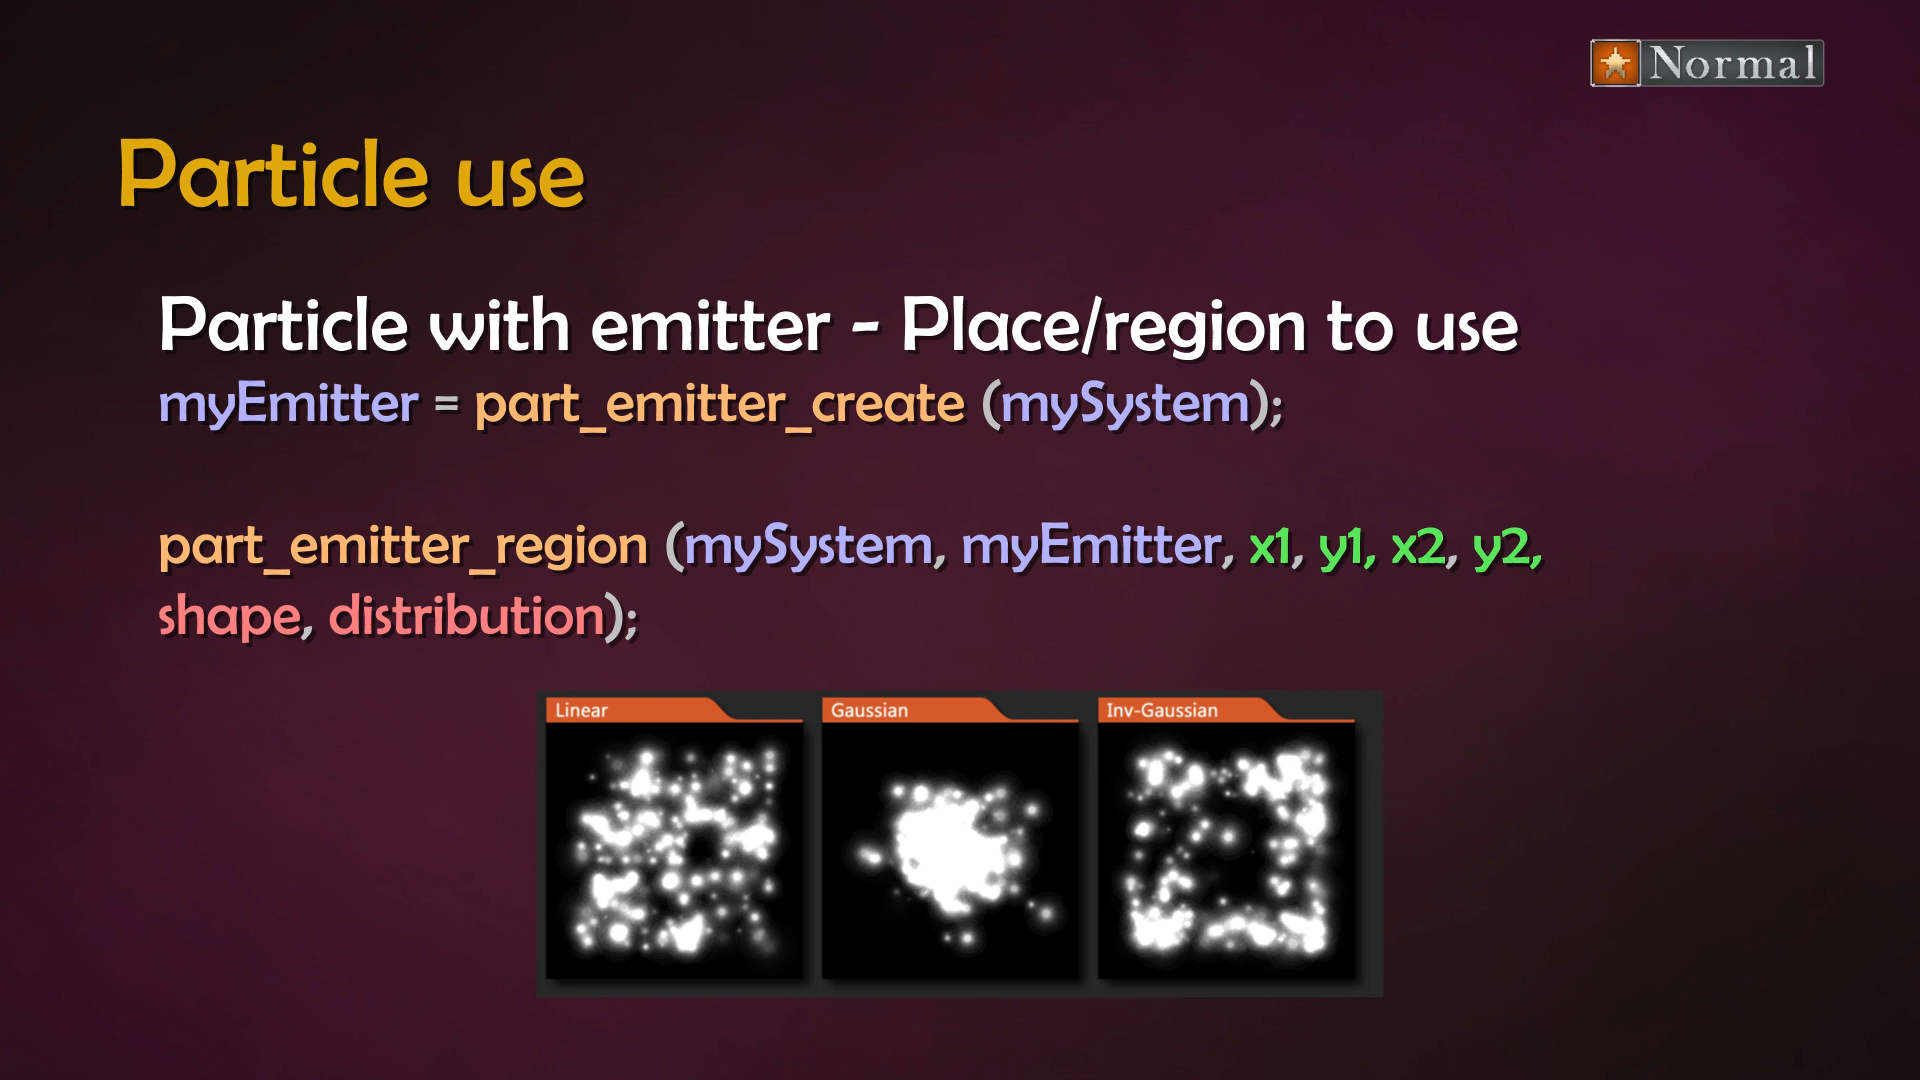 Normal
Particle use
Particle with emitter - Place/region to use
myEmitter = part_emitter_create (mySystem);
part_emitter_region (mySystem, myEmitter, x1, y1, x2, y2,
shape, distribution);
Linear
Gaussian
Inv-Gaussian